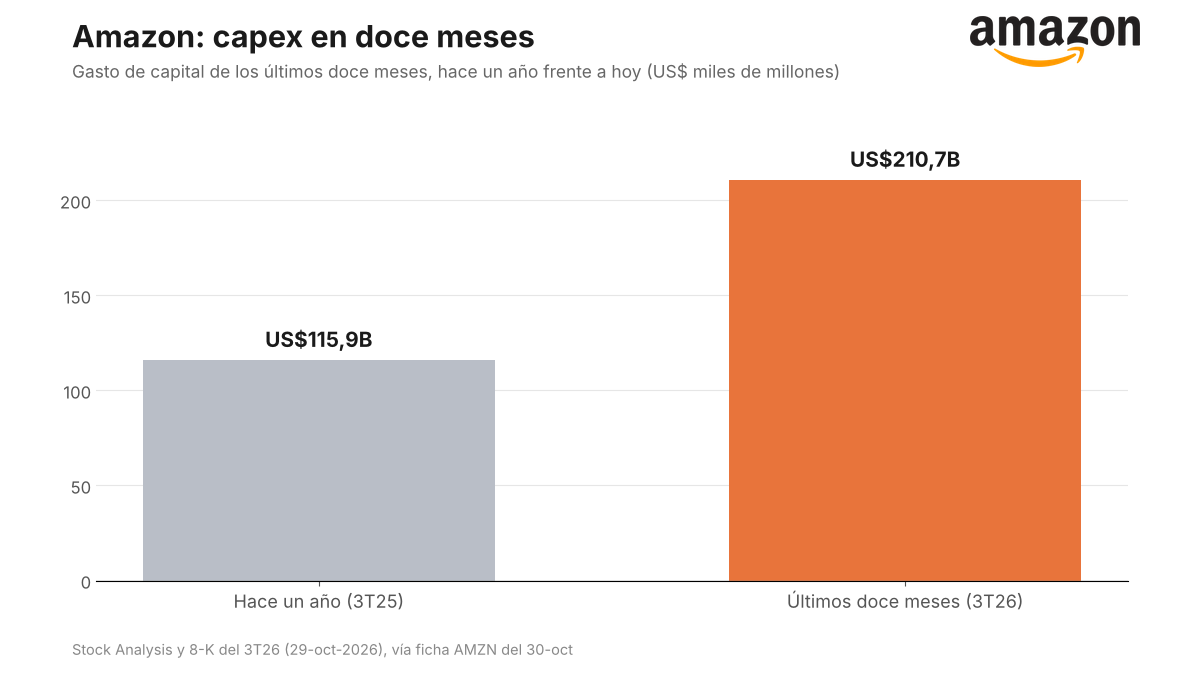 Amazon: capex en doce meses
amazon
Gasto de capital de los últimos doce meses, hace un año frente a hoy (US$ miles de millones)
US$210,7B
200
150
US$115,9B
100
50
0
Hace un año (3T25)
Últimos doce meses (3T26)
Stock Analysis y 8-K del 3T26 (29-oct-2026), vía ficha AMZN del 30-oct